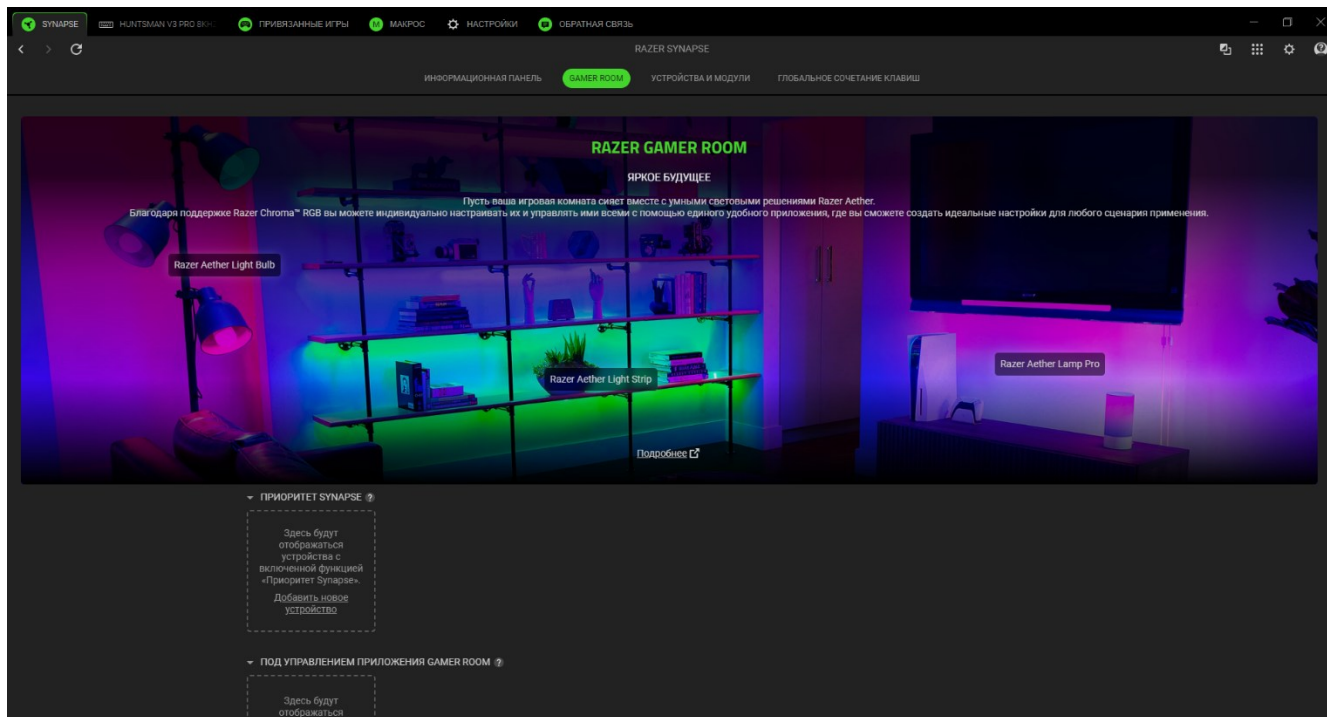 SYNAPSE
HUNTSMAN V3 PRO 8KHZ
ПРИВЯЗАННЫЕ ИГРЫ
МАКРОС
НАСТРОЙКИ
ОБРАТНАЯ СВЯЗЬ
RAZER SYNAPSE
ИНФОРМАЦИОННАЯ ПАНЕЛЬ
GAMER ROOM
УСТРОЙСТВА И МОДУЛИ
ГЛОБАЛЬНОЕ СОЧЕТАНИЕ КЛАВИШ
RAZER GAMER ROOM
ЯРКОЕ БУДУЩЕЕ
Пусть ваша игровая комната сияет вместе с умными световыми решениями Razer Aether.
Благодаря поддержке Razer Chroma™ RGB вы можете индивидуально настраивать их и управлять ими всеми с помощью единого удобного приложения, где вы сможете создать идеальные настройки для любого сценария применения.
Razer Aether Light Bulb
Razer Aether Light Strip
Razer Aether Lamp Pro
Подробнее
ПРИОРИТЕТ SYNAPSE ?
Здесь будут
отображаться
устройства с
включенной функцией
«Приоритет Synapse».
Добавить новое
устройство
ПОД УПРАВЛЕНИЕМ ПРИЛОЖЕНИЯ GAMER ROOM ?
Здесь будут
отображаться